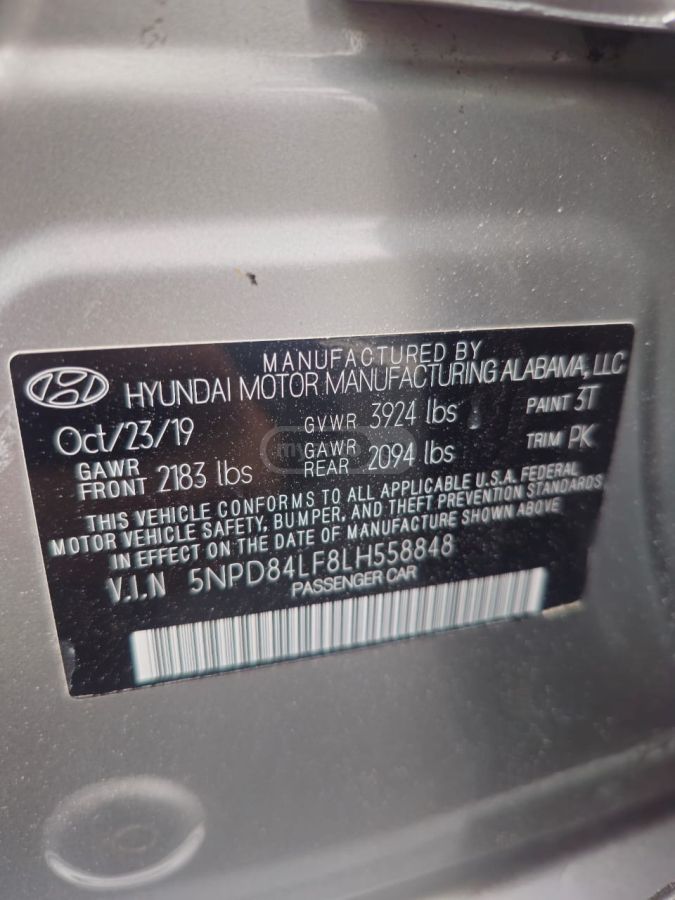 MANUFACTURED BY
HYUNDAI MOTOR MANUFACTURING ALABAMA, LLC
Oct/23/19 GVWR 3924 lbs PAINT 3T
GAWR FRONT 2183 lbs GAWR REAR 2094 lbs TRIM PK
THIS VEHICLE CONFORMS TO ALL APPLICABLE U.S.A. FEDERAL
MOTOR VEHICLE SAFETY, BUMPER, AND THEFT PREVENTION STANDARDS
IN EFFECT ON THE DATE OF MANUFACTURE SHOWN ABOVE
V.I.N 5NPD84LF8LH558848
PASSENGER CAR